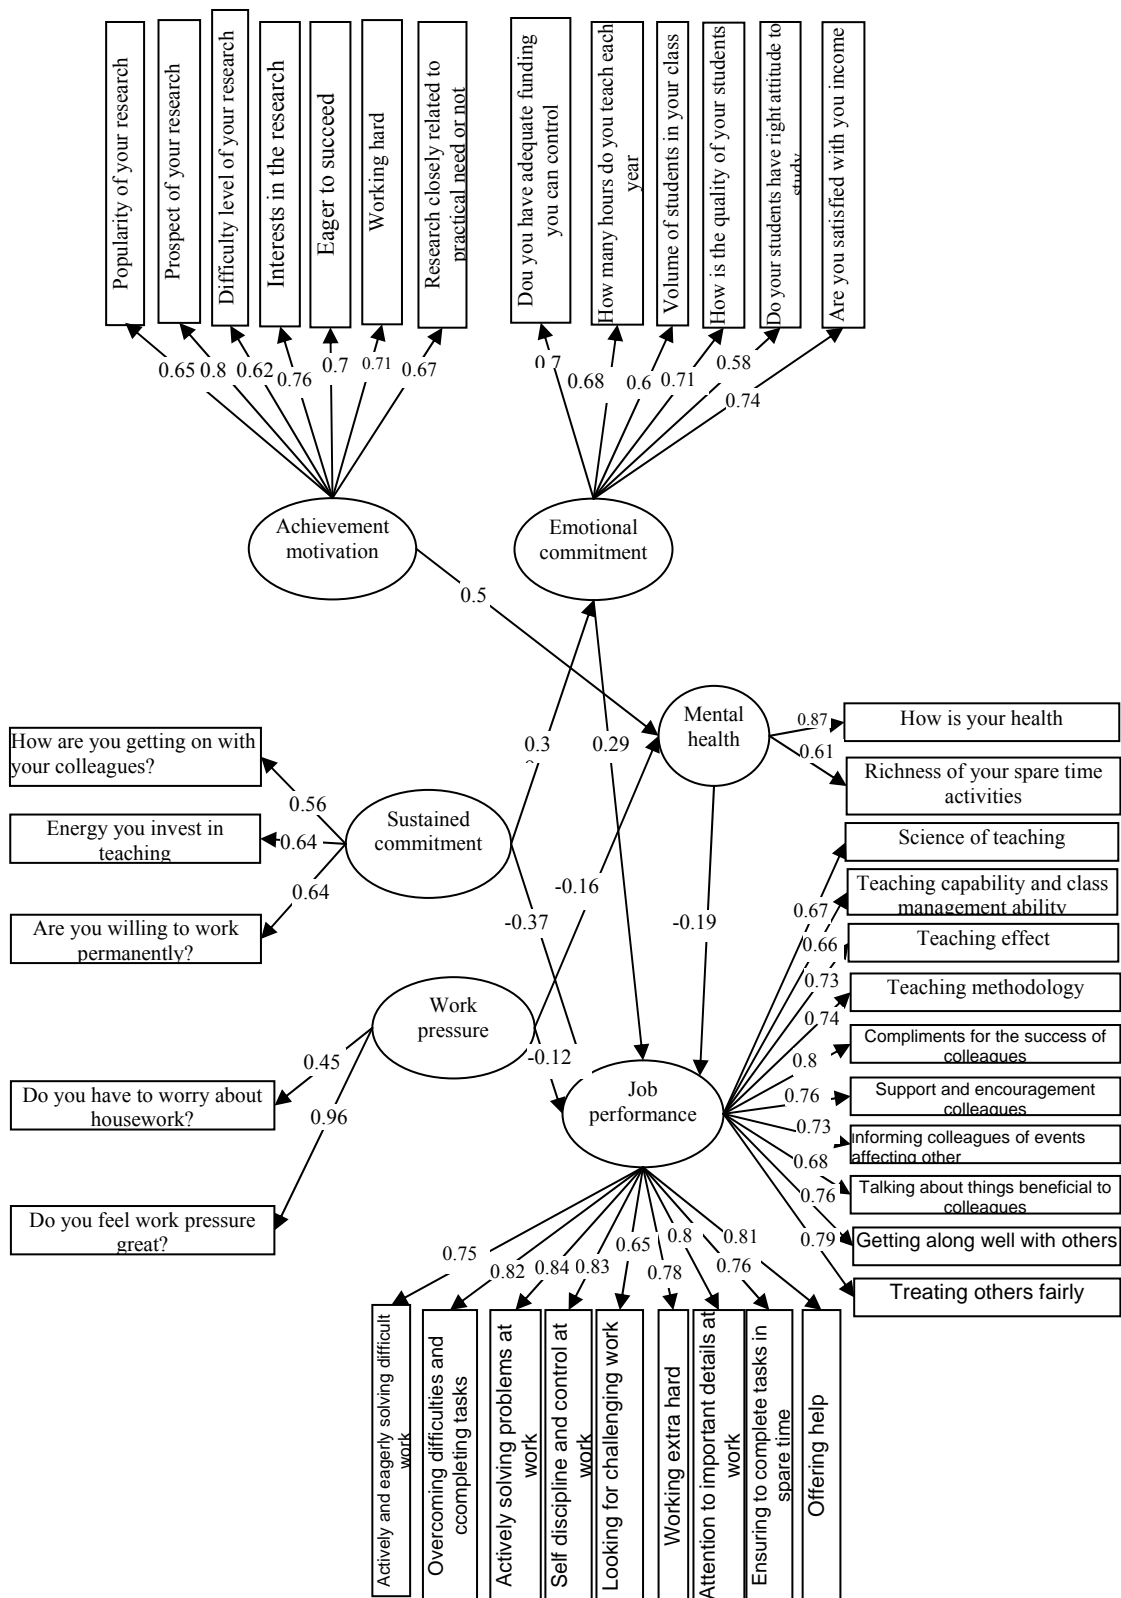 Popularity of your research
Prospect of your research
Difficulty level of your research
Interests in the research
Eager to succeed
Working hard
Research closely related to
practical need or not
Dou you have adequate funding
you can control
How many hours do you teach each
year
Volume of students in your class
How is the quality of your students
Do your students have right attitude to
study
Are you satisfied with you income
0.65
0.8
0.62
0.76
0.7
0.71
0.67
0.7
0.68
0.6
0.71
0.58
0.74
Achievement
motivation
Emotional
commitment
0.5
Mental
health
0.87
0.61
How is your health
Richness of your spare time
activities
How are you getting on with
your colleagues?
Energy you invest in
teaching
Are you willing to work
permanently?
0.56
0.64
0.64
Sustained
commitment
0.3
0.29
-0.16
-0.37
-0.19
Work
pressure
-0.12
0.45
0.96
Do you have to worry about
housework?
Do you feel work pressure
great?
Job
performance
0.67
0.66
0.73
0.74
0.8
0.76
0.73
0.68
0.76
0.79
Science of teaching
Teaching capability and class
management ability
Teaching effect
Teaching methodology
Compliments for the success of
colleagues
Support and encouragement
colleagues
Informing colleagues of events
affecting other
Talking about things beneficial to
colleagues
Getting along well with others
Treating others fairly
0.75
0.82
0.84
0.83
0.65
0.78
0.8
0.76
0.81
Actively and eagerly solving difficult
work
Overcoming difficulties and
ccompleting tasks
Actively solving problems at
work
Self discipline and control at
work
Looking for challenging work
Working extra hard
Attention to important details at
work
Ensuring to complete tasks in
spare time
Offering help